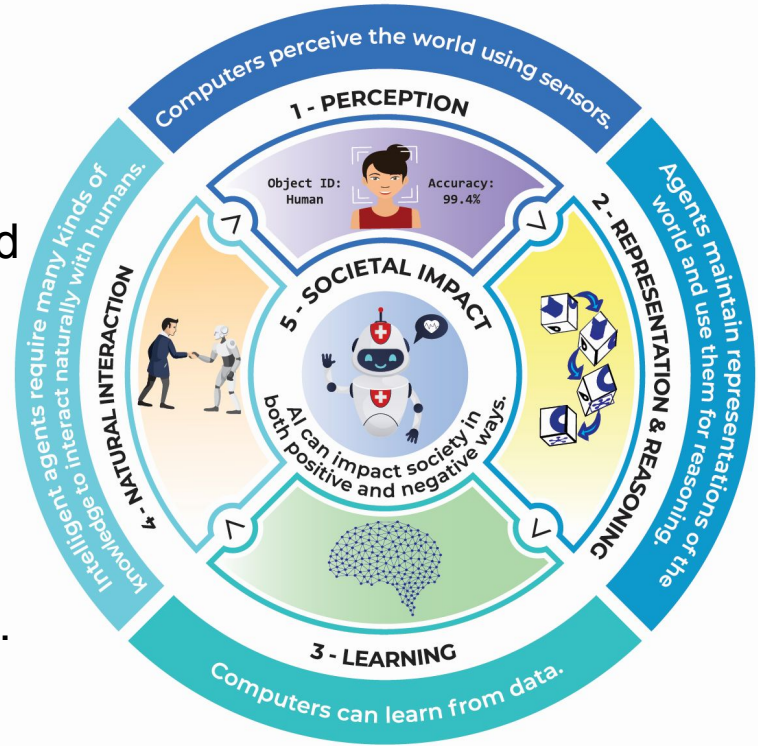 Computers perceive the world using sensors.
1 - PERCEPTION
Object ID:
Human
Accuracy:
99.4%
Agents maintain representations of the
world and use them for reasoning.
2 - REPRESENTATION & REASONING
3 - LEARNING
Computers can learn from data.
Intelligent agents require many kinds of
knowledge to interact naturally with humans.
4 - NATURAL INTERACTION
5 - SOCIETAL IMPACT
AI can impact society in
both positive and negative ways.
d
.